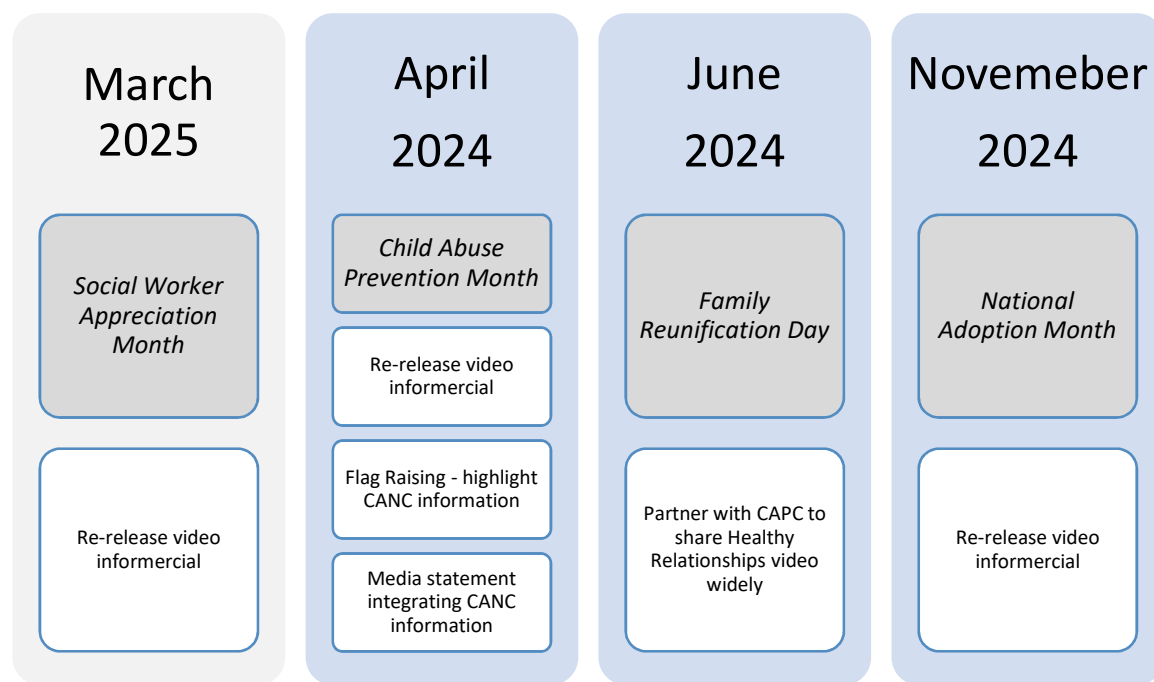 March
2025
Social Worker
Appreciation
Month
Re-release video
informercial
April
2024
Child Abuse
Prevention Month
Re-release video
informercial
Flag Raising - highlight
CANC information
Media statement
integrating CANC
information
June
2024
Family
Reunification Day
Partner with CAPC to
share Healthy
Relationships video
widely
Novemeber
2024
National
Adoption Month
Re-release video
informercial